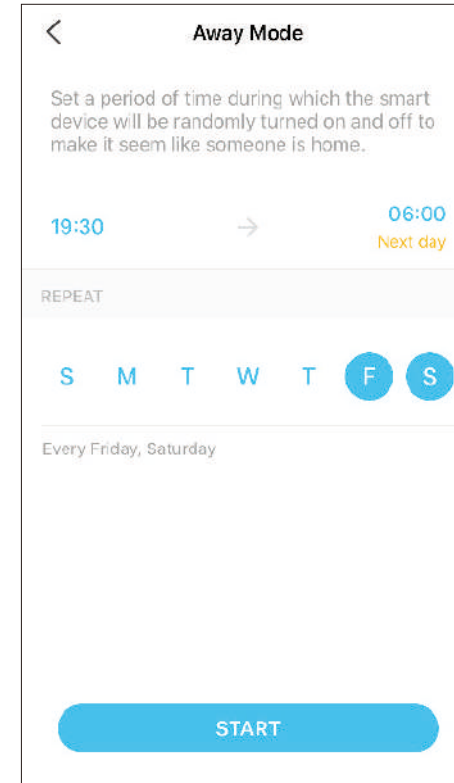 Away Mode
Set a period of time during which the smart
device will be randomly turned on and off to
make it seem like someone is home.
19:30 → 06:00
Next day
REPEAT
S M T W T F S
Every Friday, Saturday
START